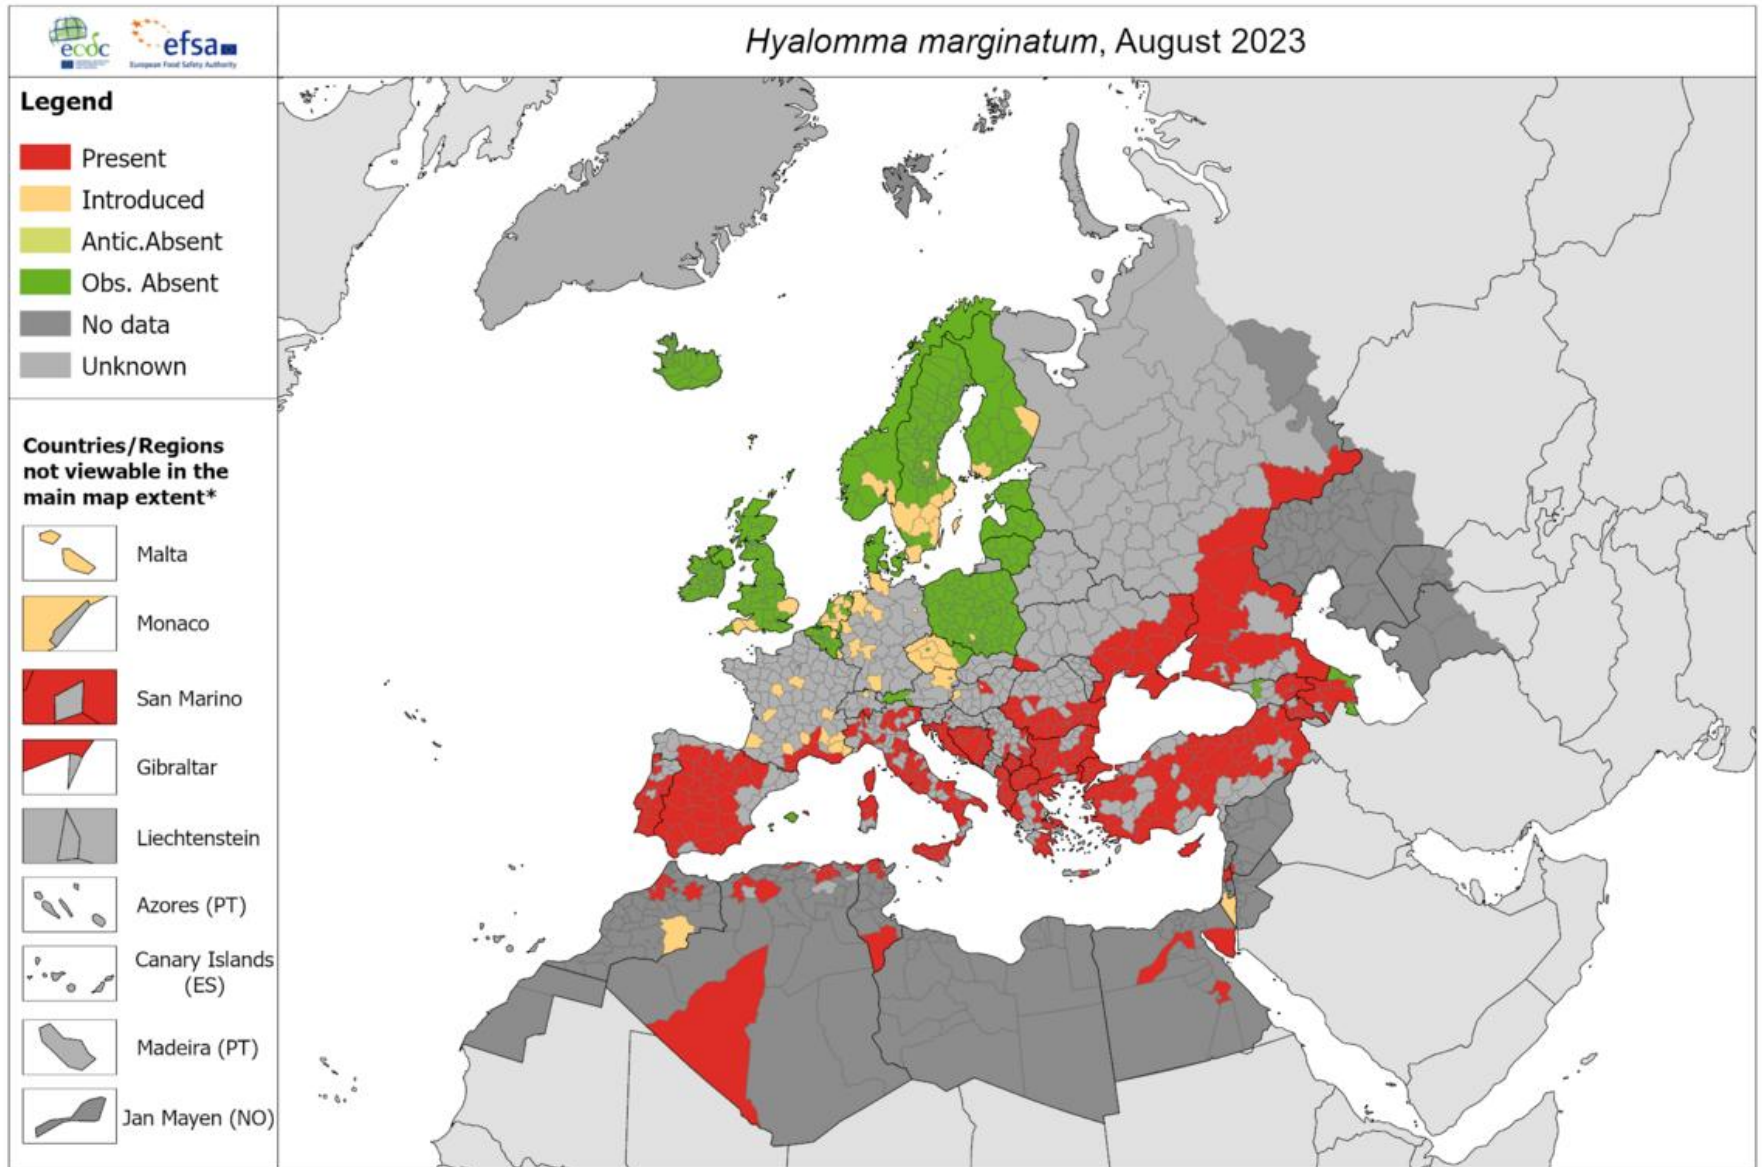 ecdc
efsa
European Food Safety Authority
Hyalomma marginatum, August 2023
Legend
Present
Introduced
Antic.Absent
Obs. Absent
No data
Unknown
Countries/Regions
not viewable in the
main map extent*
Malta
Monaco
San Marino
Gibraltar
Liechtenstein
Azores (PT)
Canary Islands
(ES)
Madeira (PT)
Jan Mayen (NO)